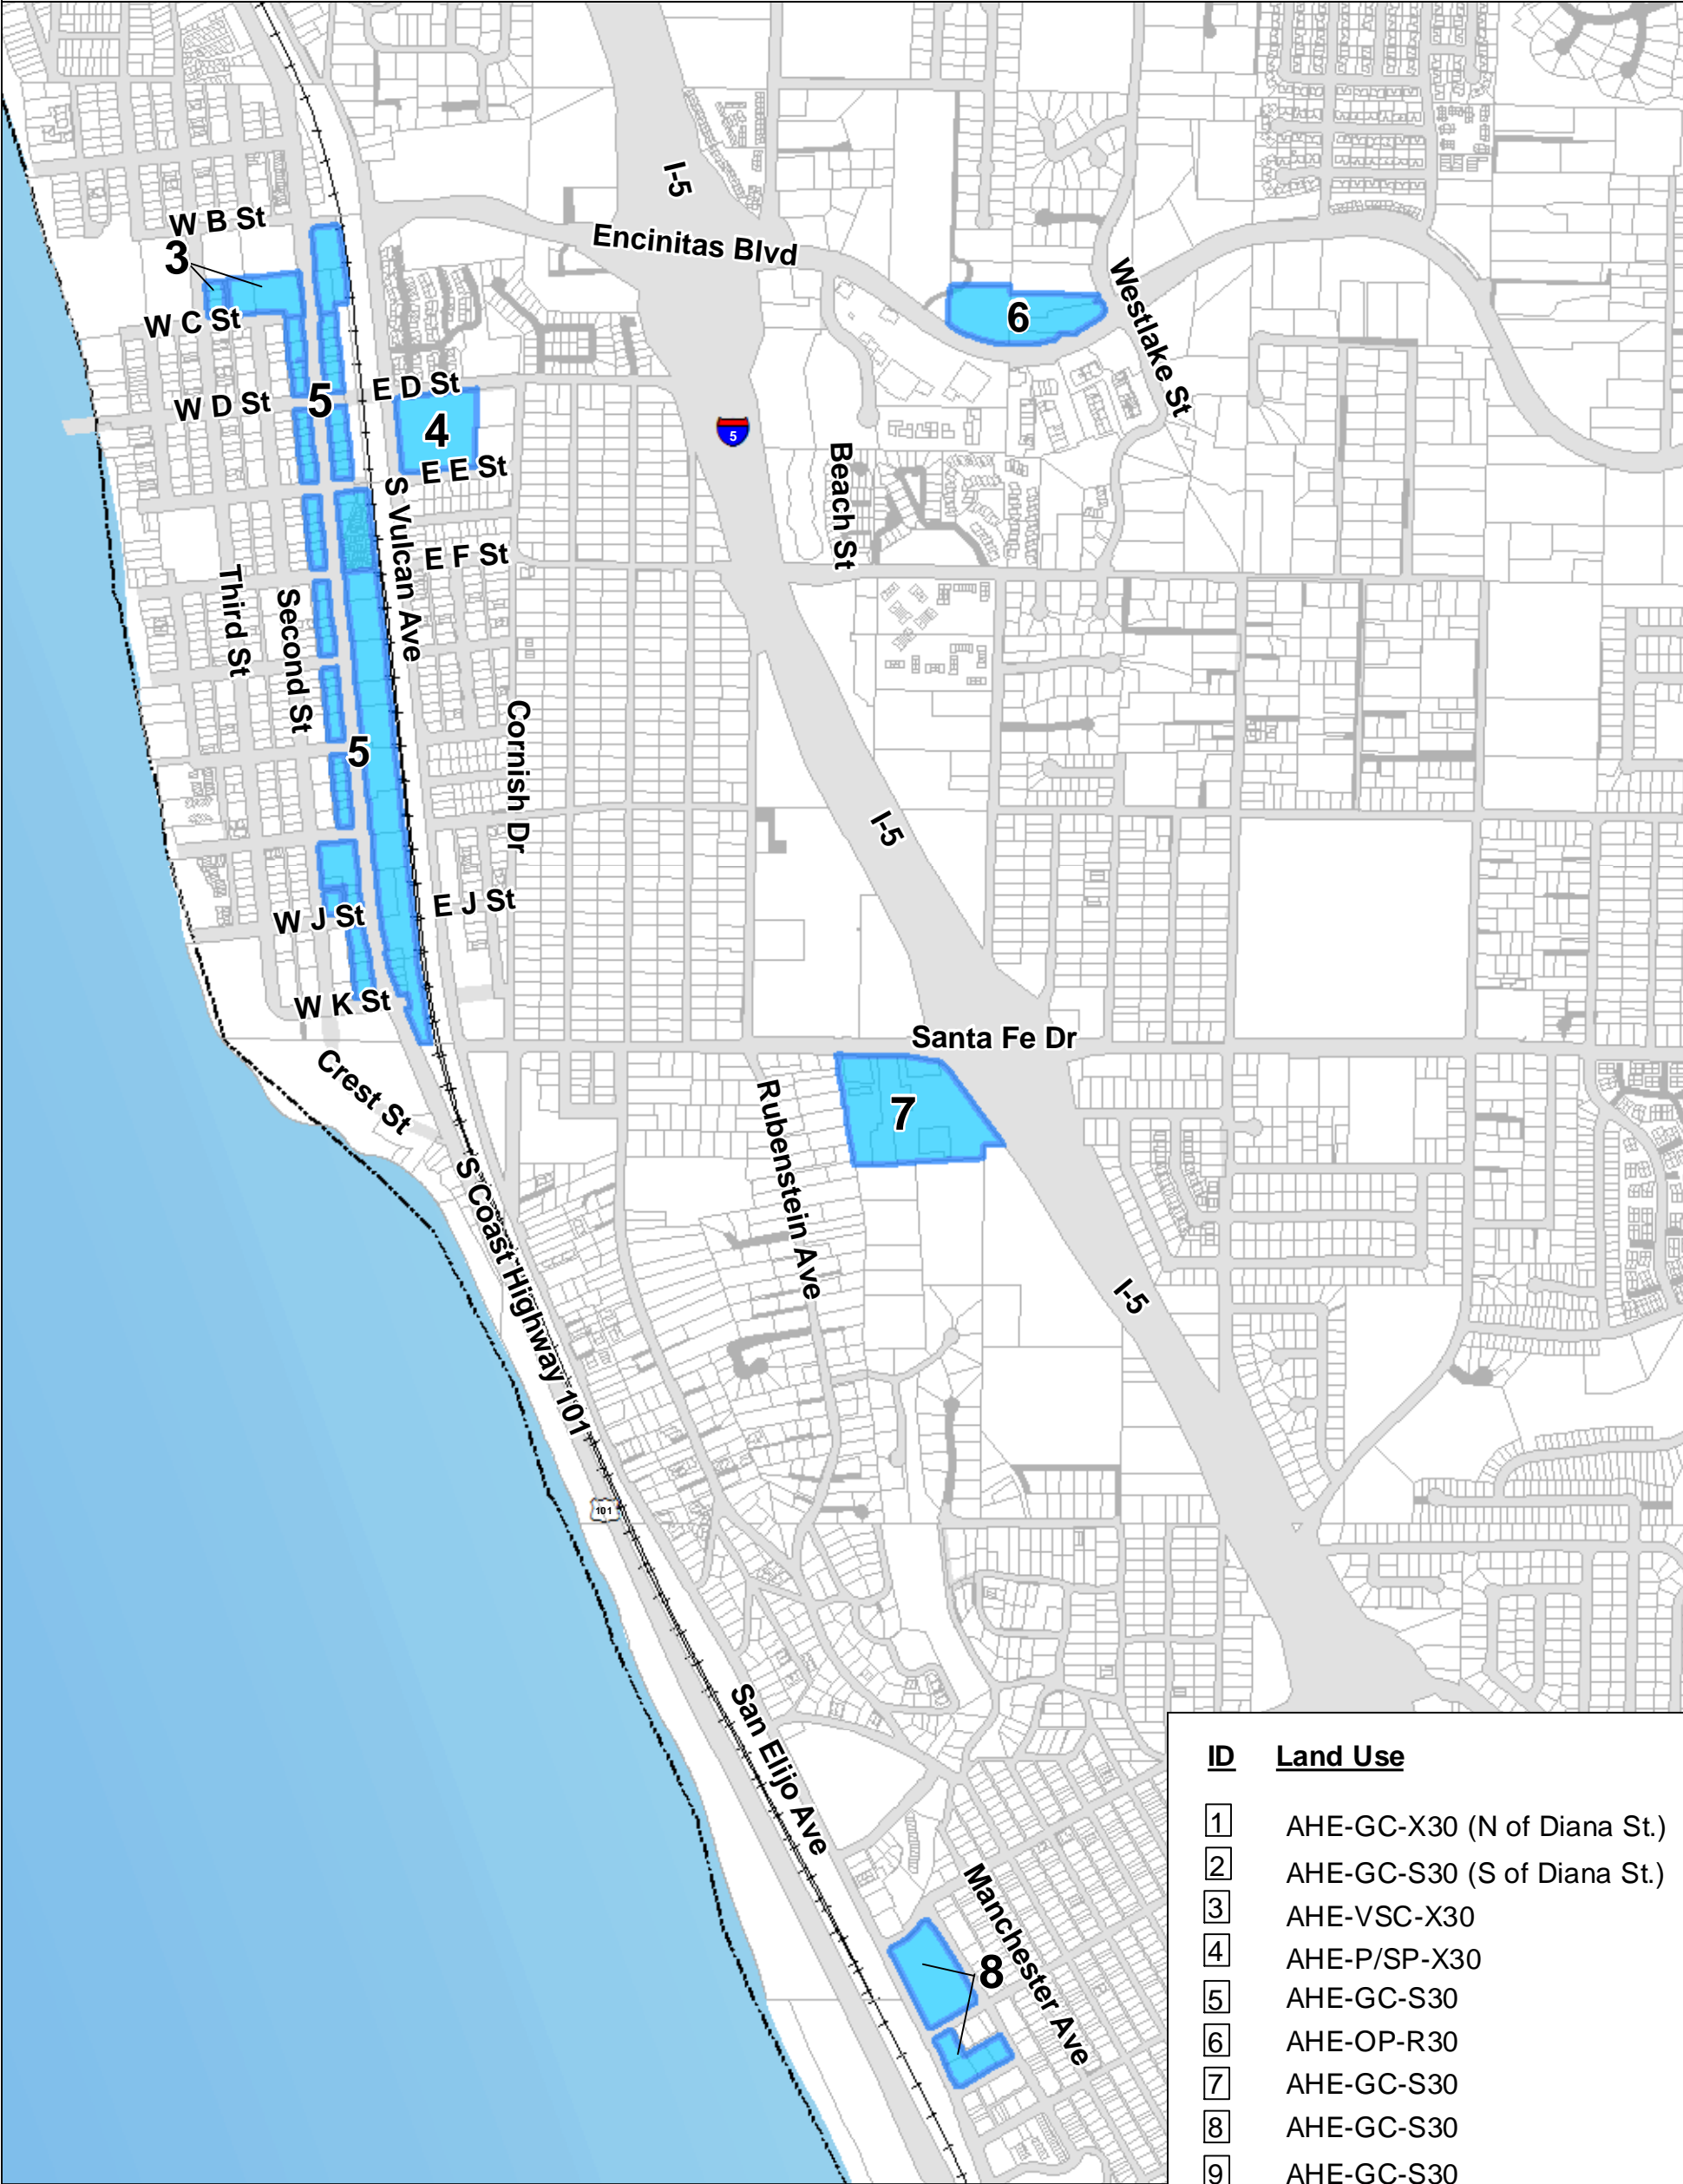 I-5
W B St
Encinitas Blvd
3
Westlake St
6
W C St
E D St
5
W D St
4
5
E E St
Beach St
S Vulcan Ave
E F St
Third St
Second St
Cornish Dr
5
I-5
E J St
W J St
W K St
Santa Fe Dr
Crest St
7
Rubenstein Ave
S Coast Highway 101
I-5
101
San Elijo Ave
Manchester Ave
8
ID Land Use
1 AHE-GC-X30 (N of Diana St.)
2 AHE-GC-S30 (S of Diana St.)
3 AHE-VSC-X30
4 AHE-P/SP-X30
5 AHE-GC-S30
6 AHE-OP-R30
7 AHE-GC-S30
8 AHE-GC-S30
9 AHE-GC-S30